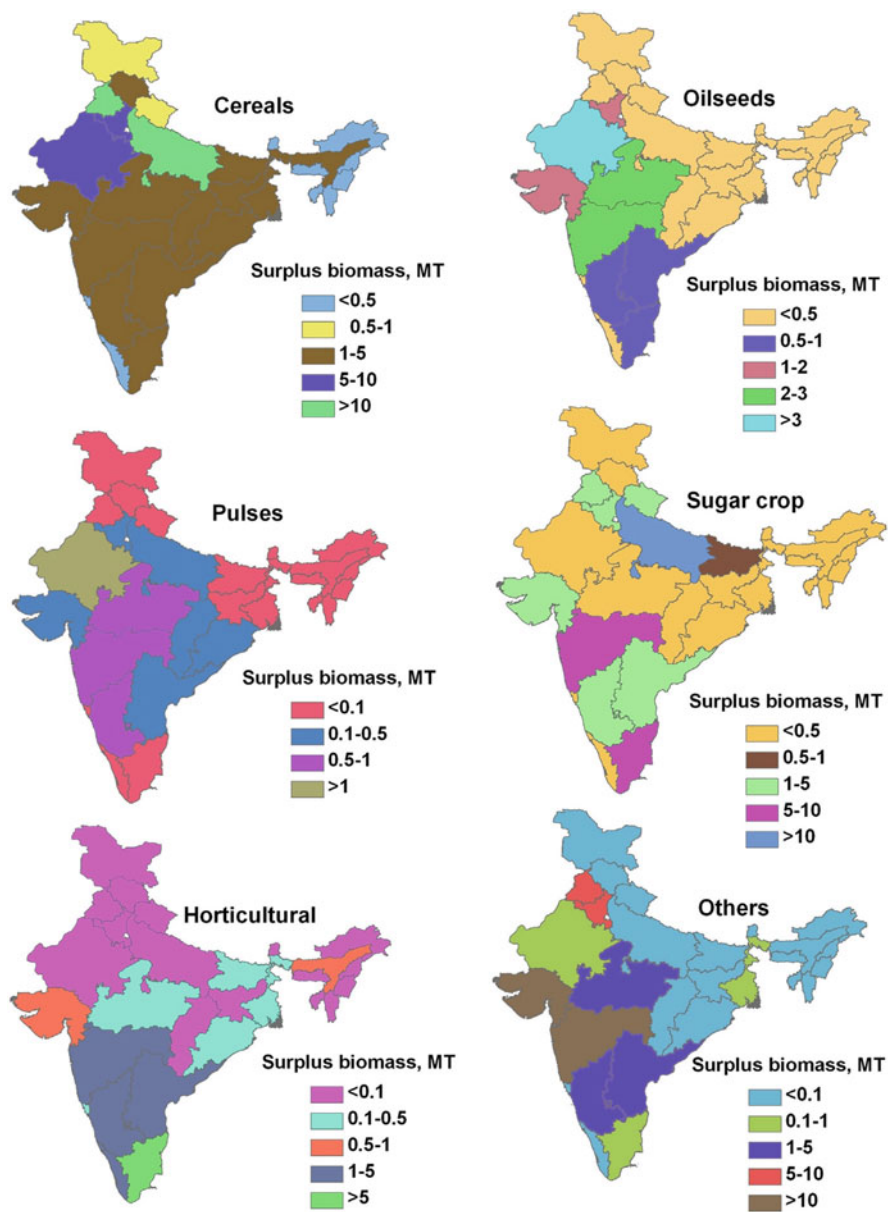 Cereals
Surplus biomass, MT
<0.5
0.5-1
1-5
5-10
>10
Oilseeds
Surplus biomass, MT
<0.5
0.5-1
1-2
2-3
>3
Pulses
Surplus biomass, MT
<0.1
0.1-0.5
0.5-1
>1
Sugar crop
Surplus biomass, MT
<0.5
0.5-1
1-5
5-10
>10
Horticultural
Surplus biomass, MT
<0.1
0.1-0.5
0.5-1
1-5
>5
Others
Surplus biomass, MT
<0.1
0.1-1
1-5
5-10
>10